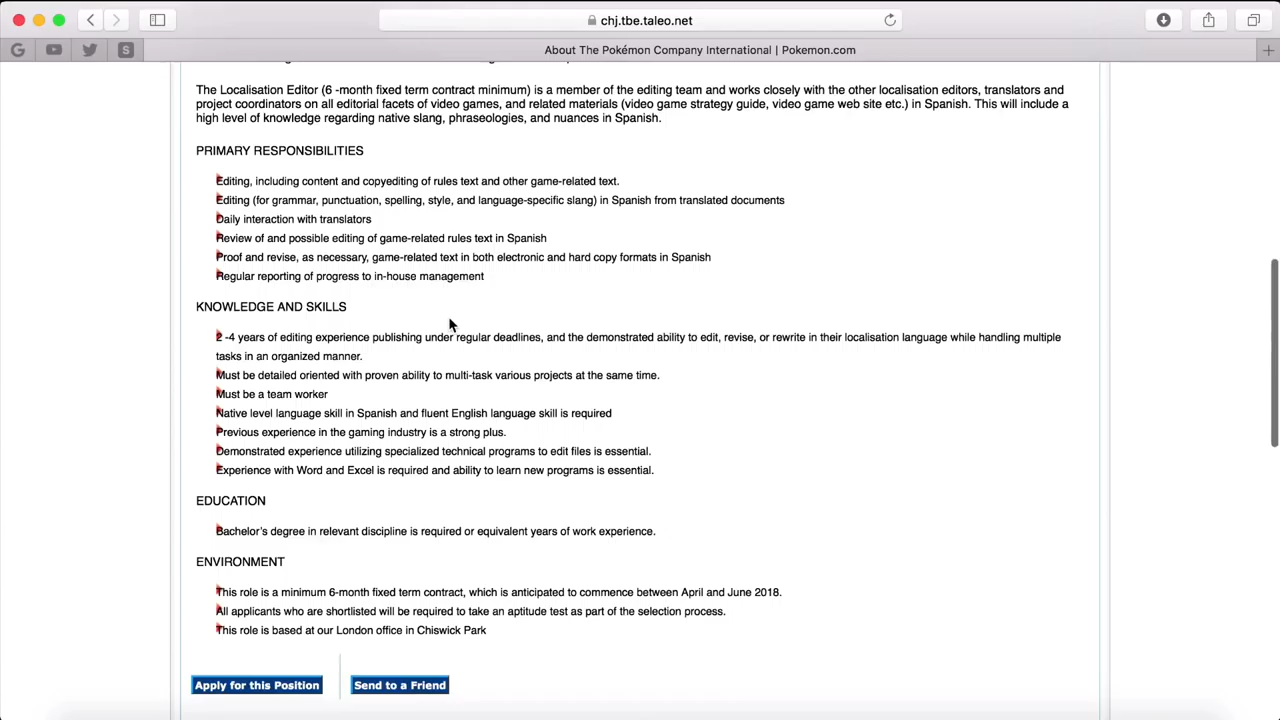 chj.tbe.taleo.net
About The Pokémon Company International | Pokemon.com
The Localisation Editor (6 -month fixed term contract minimum) is a member of the editing team and works closely with the other localisation editors, translators and
project coordinators on all editorial facets of video games, and related materials (video game strategy guide, video game web site etc.) in Spanish. This will include a
high level of knowledge regarding native slang, phraseologies, and nuances in Spanish.
PRIMARY RESPONSIBILITIES
Editing, including content and copyediting of rules text and other game-related text.
Editing (for grammar, punctuation, spelling, style, and language-specific slang) in Spanish from translated documents
Daily interaction with translators
Review of and possible editing of game-related rules text in Spanish
Proof and revise, as necessary, game-related text in both electronic and hard copy formats in Spanish
Regular reporting of progress to in-house management
KNOWLEDGE AND SKILLS
2 -4 years of editing experience publishing under regular deadlines, and the demonstrated ability to edit, revise, or rewrite in their localisation language while handling multiple
tasks in an organized manner.
Must be detailed oriented with proven ability to multi-task various projects at the same time.
Must be a team worker
Native level language skill in Spanish and fluent English language skill is required
Previous experience in the gaming industry is a strong plus.
Demonstrated experience utilizing specialized technical programs to edit files is essential.
Experience with Word and Excel is required and ability to learn new programs is essential.
EDUCATION
Bachelor's degree in relevant discipline is required or equivalent years of work experience.
ENVIRONMENT
This role is a minimum 6-month fixed term contract, which is anticipated to commence between April and June 2018.
All applicants who are shortlisted will be required to take an aptitude test as part of the selection process.
This role is based at our London office in Chiswick Park
Apply for this Position
Send to a Friend